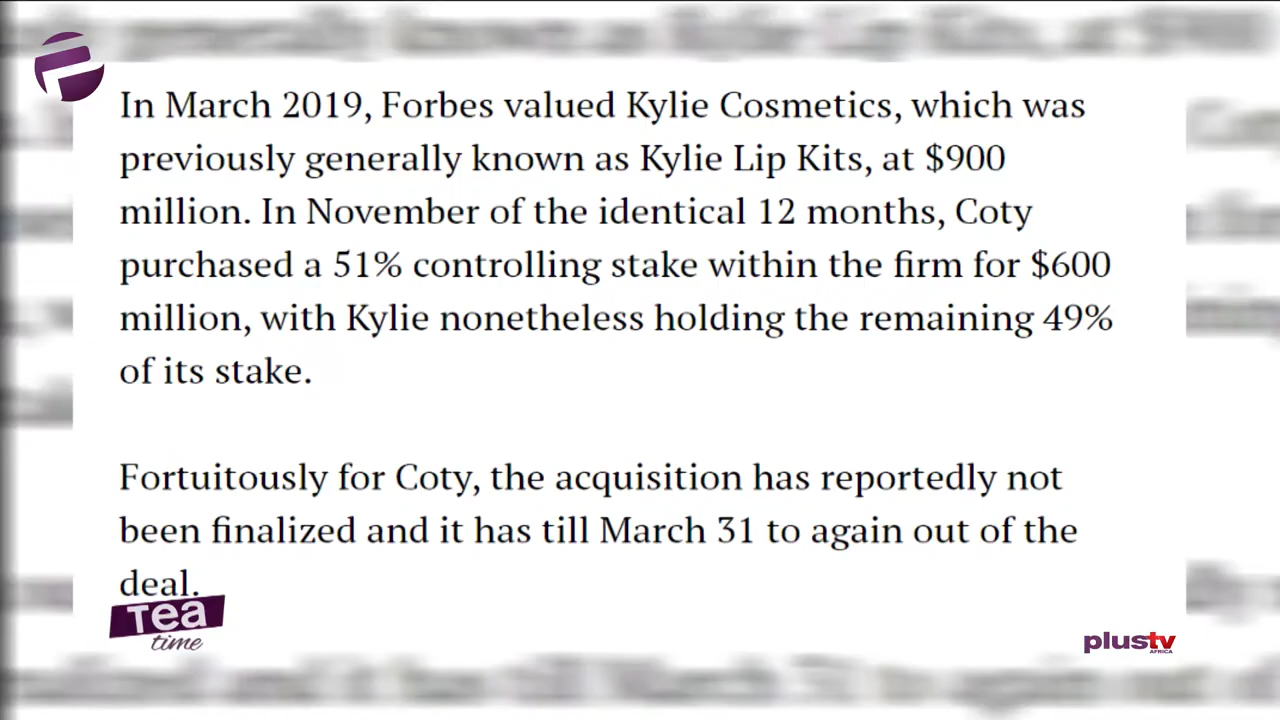 In March 2019, Forbes valued Kylie Cosmetics, which was
previously generally known as Kylie Lip Kits, at $900
million. In November of the identical 12 months, Coty
purchased a 51% controlling stake within the firm for $600
million, with Kylie nonetheless holding the remaining 49%
of its stake.
Fortuitously for Coty, the acquisition has reportedly not
been finalized and it has till March 31 to again out of the
deal.
Tea
time
plustv
AFRICA